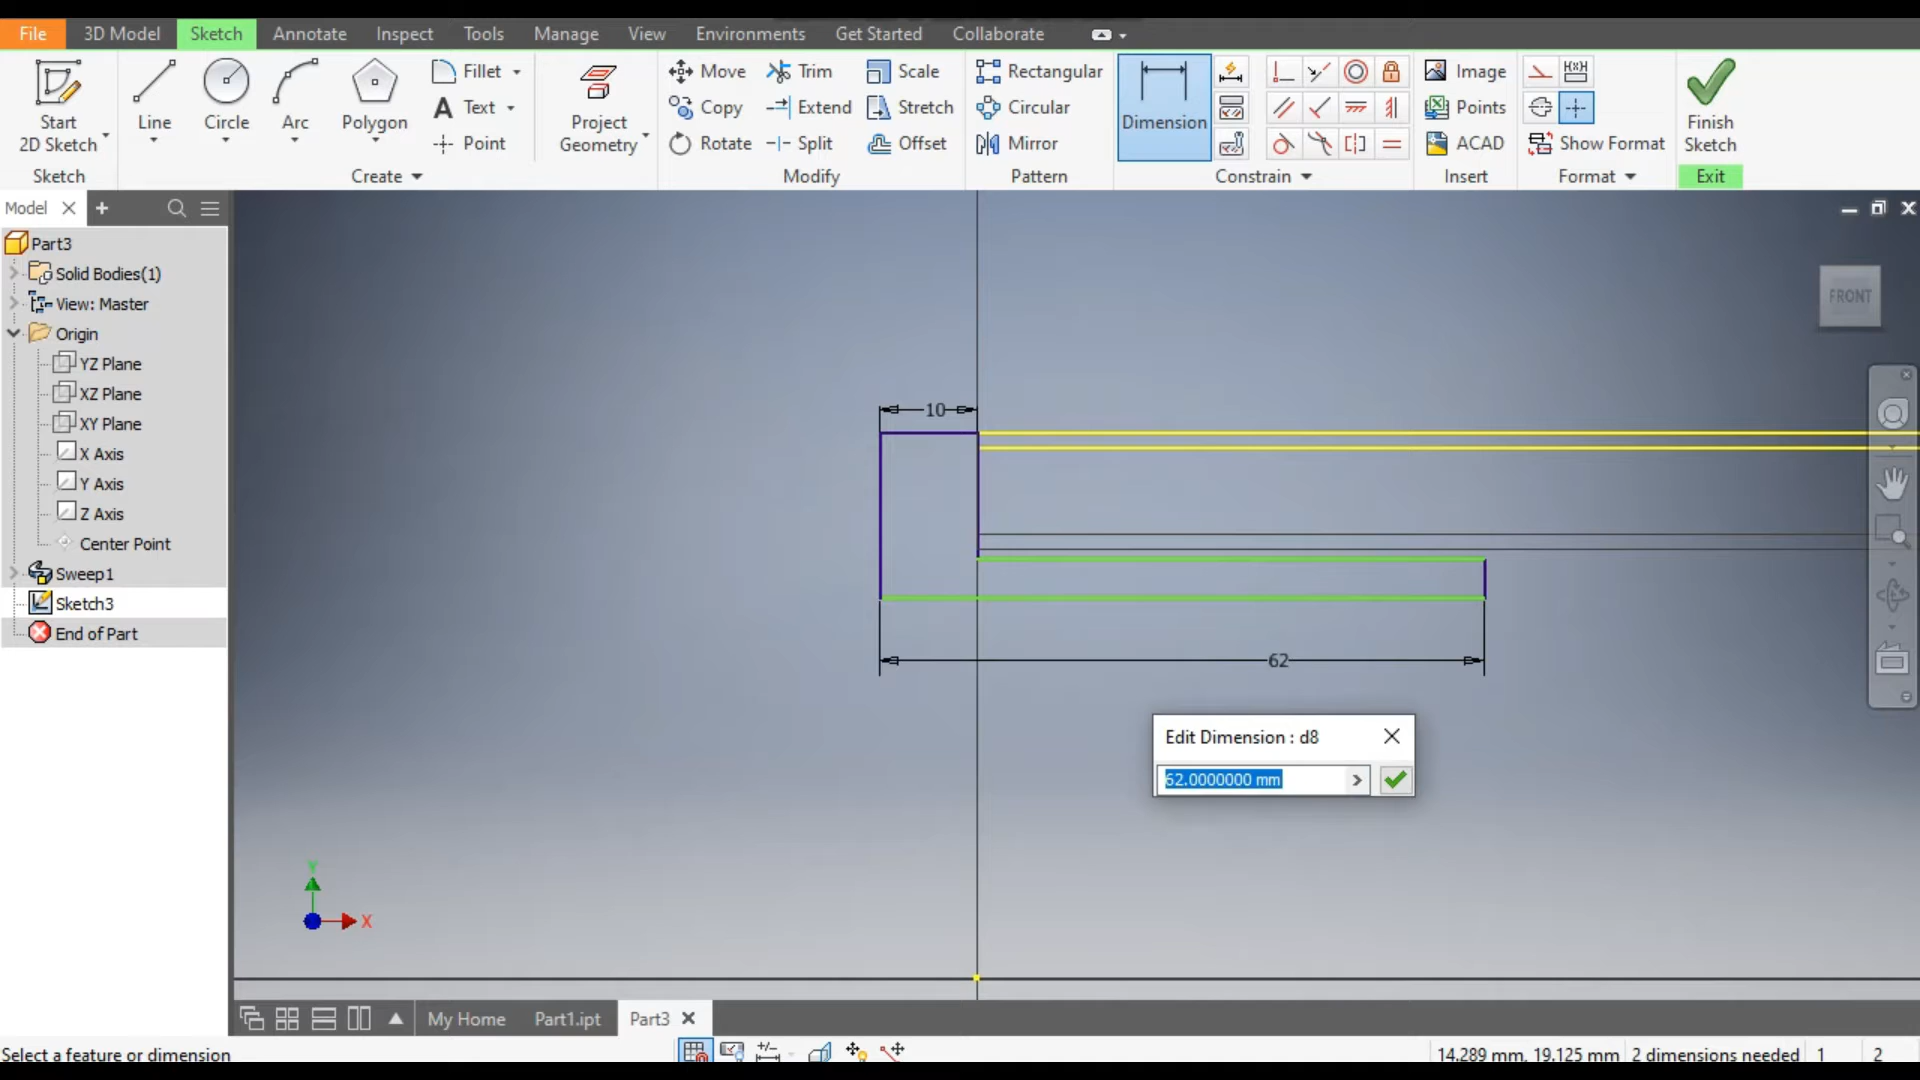 File 3D Model Sketch Annotate Inspect Tools Manage View Environments Get Started Collaborate
Start
2D Sketch
Line
Circle
Arc
Polygon
Fillet
Text
Point
Project
Geometry
Move
Copy
Rotate
Trim
Extend
Split
Scale
Stretch
Offset
Rectangular
Circular
Mirror
Dimension
Image
Points
ACAD
Show Format
Finish
Sketch
Sketch
Create
Modify
Pattern
Constrain
Insert
Format
Exit
Model
Part3
Solid Bodies(1)
View: Master
Origin
YZ Plane
XZ Plane
XY Plane
X Axis
Y Axis
Z Axis
Center Point
Sweep1
Sketch3
End of Part
FRONT
10
62
Edit Dimension : d8
62.0000000 mm
Y
X
My Home Part1.ipt Part3
Select a feature or dimension
14.289 mm, 19.125 mm 2 dimensions needed 1 2